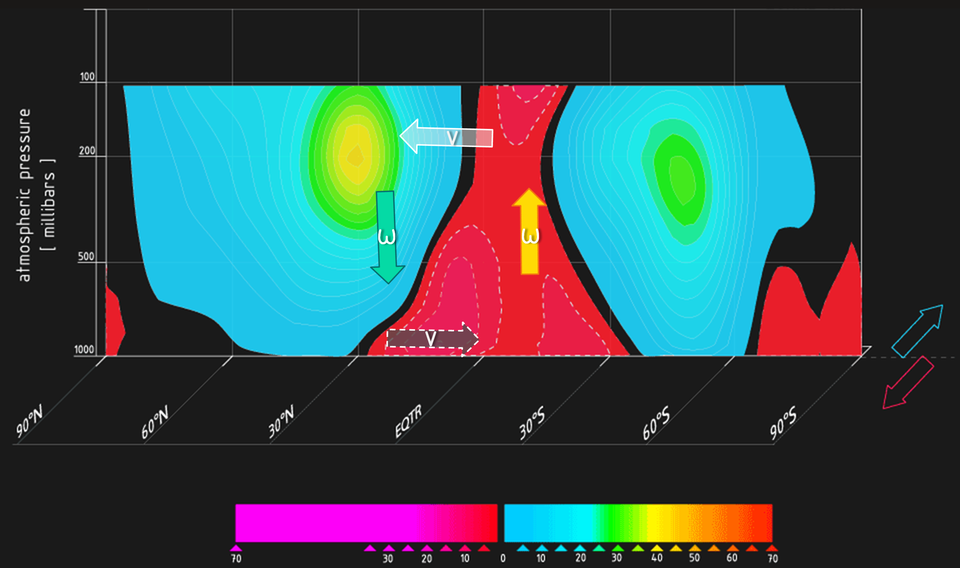 atmospheric pressure
[ millibars ]
100
200
500
1000
V
ω
ω
V
90°N
60°N
30°N
EQTR
30°S
60°S
90°S
70 30 20 10 0 10 20 30 40 50 60 70